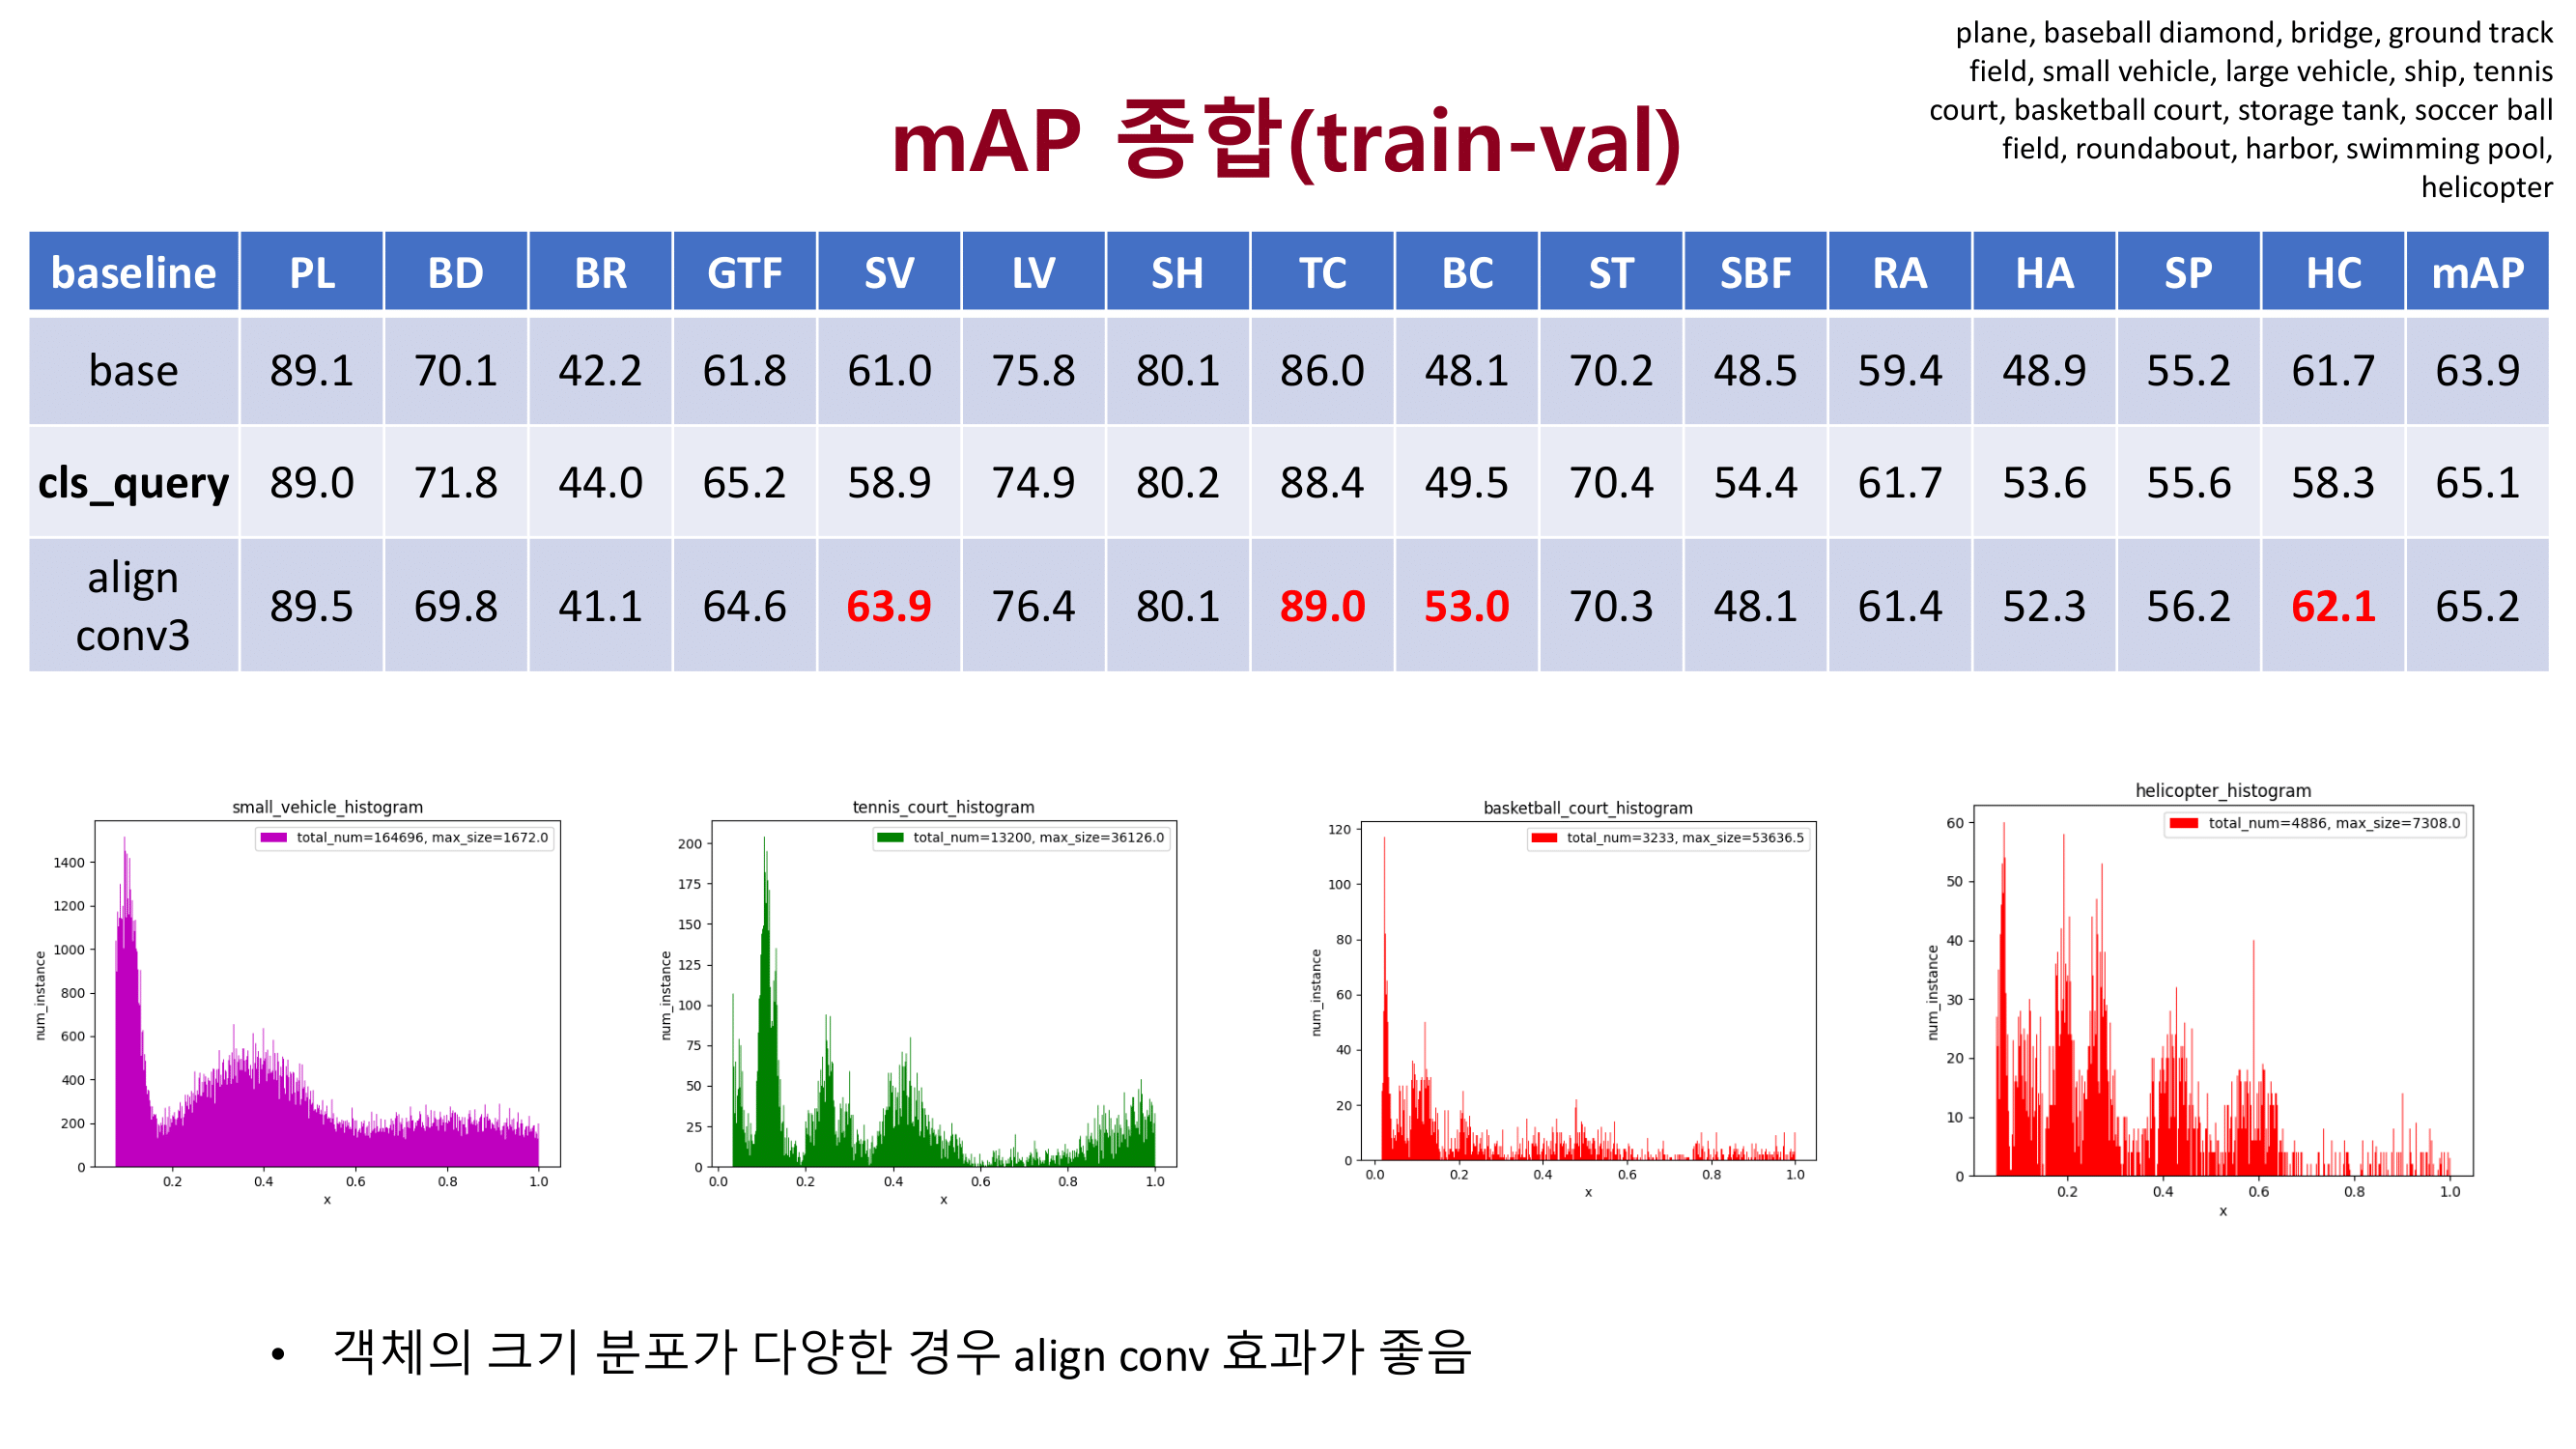 plane, baseball diamond, bridge, ground track
field, small vehicle, large vehicle, ship, tennis
court, basketball court, storage tank, soccer ball
field, roundabout, harbor, swimming pool,
helicopter
mAP 종합(train-val)
baseline PL BD BR GTF SV LV SH TC BC ST SBF RA HA SP HC mAP
base 89.1 70.1 42.2 61.8 61.0 75.8 80.1 86.0 48.1 70.2 48.5 59.4 48.9 55.2 61.7 63.9
cls_query 89.0 71.8 44.0 65.2 58.9 74.9 80.2 88.4 49.5 70.4 54.4 61.7 53.6 55.6 58.3 65.1
align
conv3 89.5 69.8 41.1 64.6 63.9 76.4 80.1 89.0 53.0 70.3 48.1 61.4 52.3 56.2 62.1 65.2
small_vehicle_histogram
total_num=164696, max_size=1672.0
num_instance
1400
1200
1000
800
600
400
200
0
0.2 0.4 0.6 0.8 1.0
x
tennis_court_histogram
total_num=13200, max_size=36126.0
num_instance
200
175
150
125
100
75
50
25
0
0.0 0.2 0.4 0.6 0.8 1.0
x
basketball_court_histogram
total_num=3233, max_size=53636.5
num_instance
120
100
80
60
40
20
0
0.0 0.2 0.4 0.6 0.8 1.0
x
helicopter_histogram
total_num=4886, max_size=7308.0
num_instance
60
50
40
30
20
10
0
0.2 0.4 0.6 0.8 1.0
x
• 객체의 크기 분포가 다양한 경우 align conv 효과가 좋음